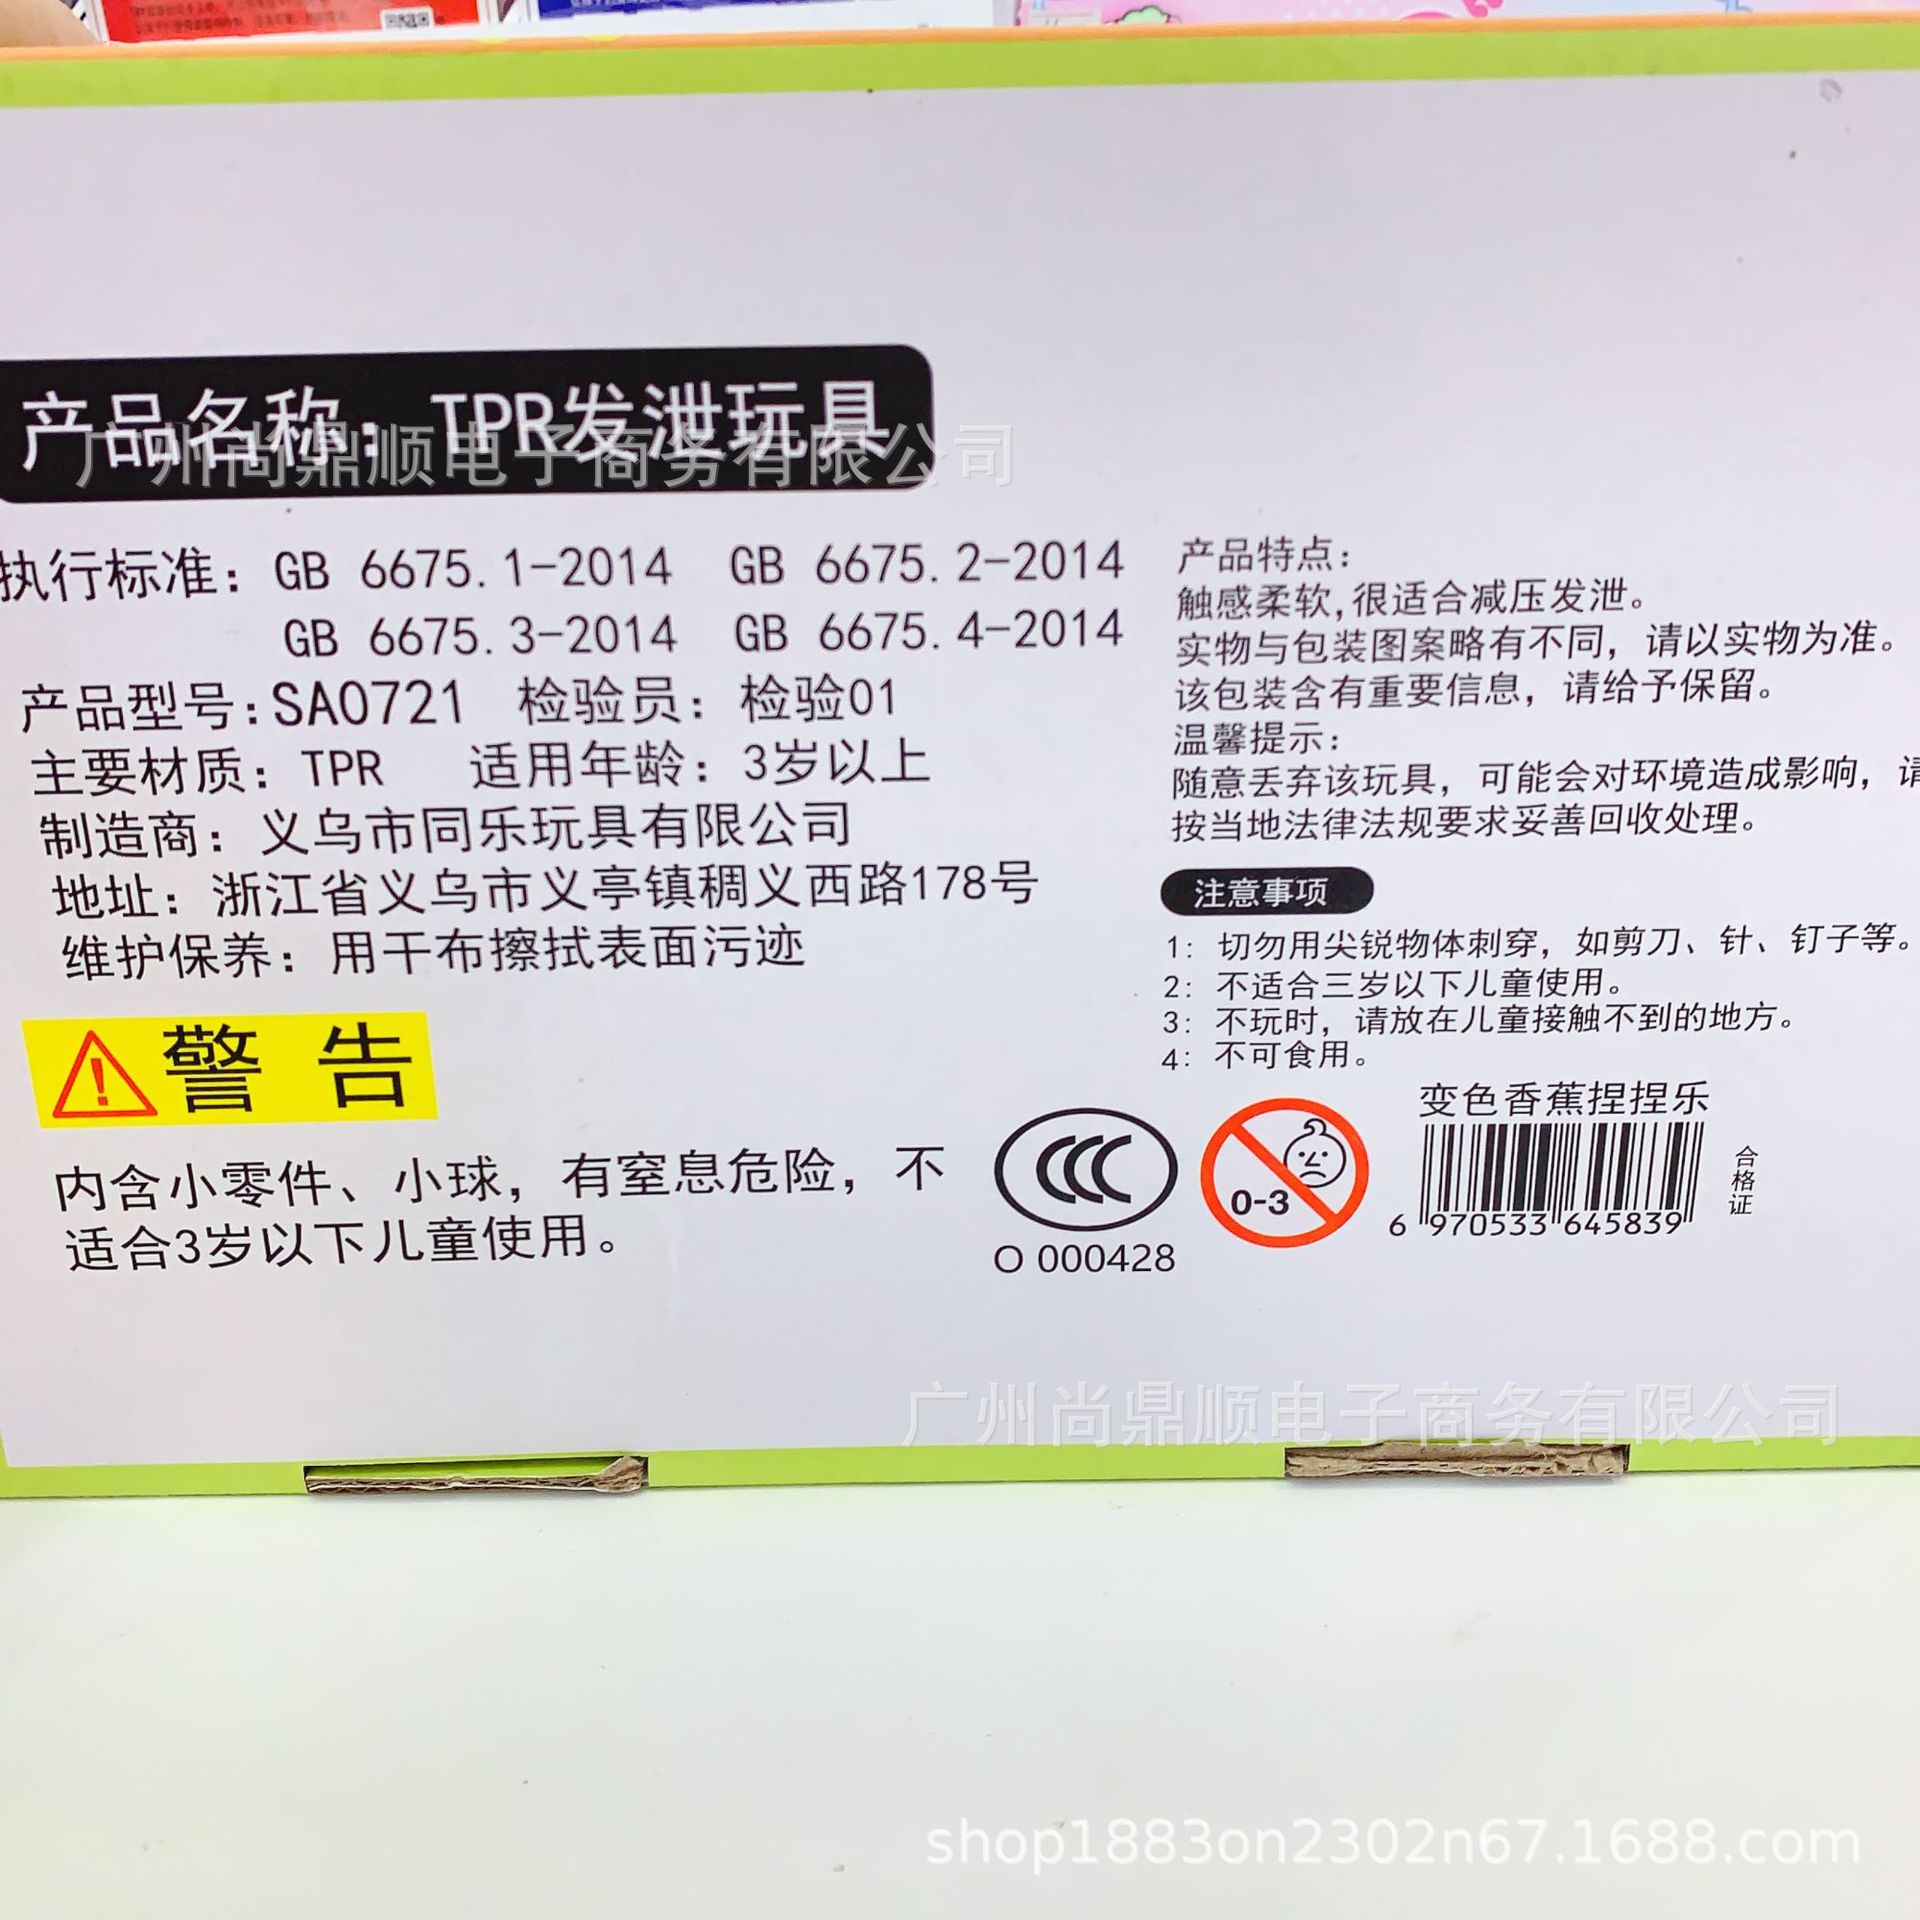 产品名称：TPR发泄玩具
广州尚鼎顺电子商务有限公司
执行标准：GB 6675.1-2014 GB 6675.2-2014
GB 6675.3-2014 GB 6675.4-2014
产品型号:SA0721 检验员：检验01
主要材质：TPR 适用年龄：3岁以上
制造商：义乌市同乐玩具有限公司
地址：浙江省义乌市义亭镇稠义西路178号
维护保养：用干布擦拭表面污迹
警 告
内含小零件、小球，有窒息危险，不
适合3岁以下儿童使用。
产品特点：
触感柔软,很适合减压发泄。
实物与包装图案略有不同，请以实物为准。
该包装含有重要信息，请给予保留。
温馨提示：
随意丢弃该玩具，可能会对环境造成影响，请
按当地法律法规要求妥善回收处理。
注意事项
1：切勿用尖锐物体刺穿，如剪刀、针、钉子等。
2：不适合三岁以下儿童使用。
3：不玩时，请放在儿童接触不到的地方。
4：不可食用。
CCC
O 000428
0-3
变色香蕉捏捏乐
6 970533 645839
合格证
广州尚鼎顺电子商务有限公司
shop1883on2302n67.1688.com